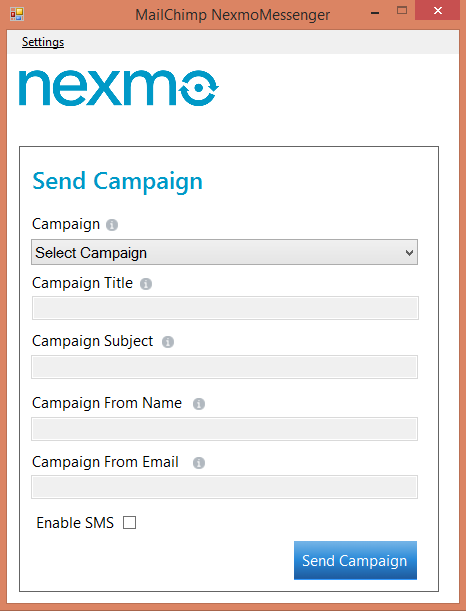 MailChimp NexmoMessenger
Settings
nexmo
Send Campaign
Campaign
Select Campaign
Campaign Title
Campaign Subject
Campaign From Name
Campaign From Email
Enable SMS
Send Campaign